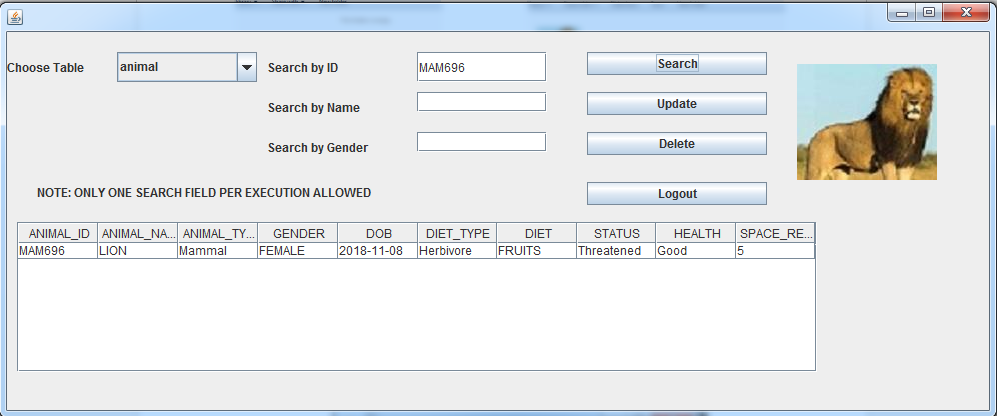 Choose Table animal Search by ID MAM696 Search
Search by Name Update
Search by Gender Delete
NOTE: ONLY ONE SEARCH FIELD PER EXECUTION ALLOWED Logout
ANIMAL_ID ANIMAL_NA... ANIMAL_TY... GENDER DOB DIET_TYPE DIET STATUS HEALTH SPACE_RE...
MAM696 LION Mammal FEMALE 2018-11-08 Herbivore FRUITS Threatened Good 5